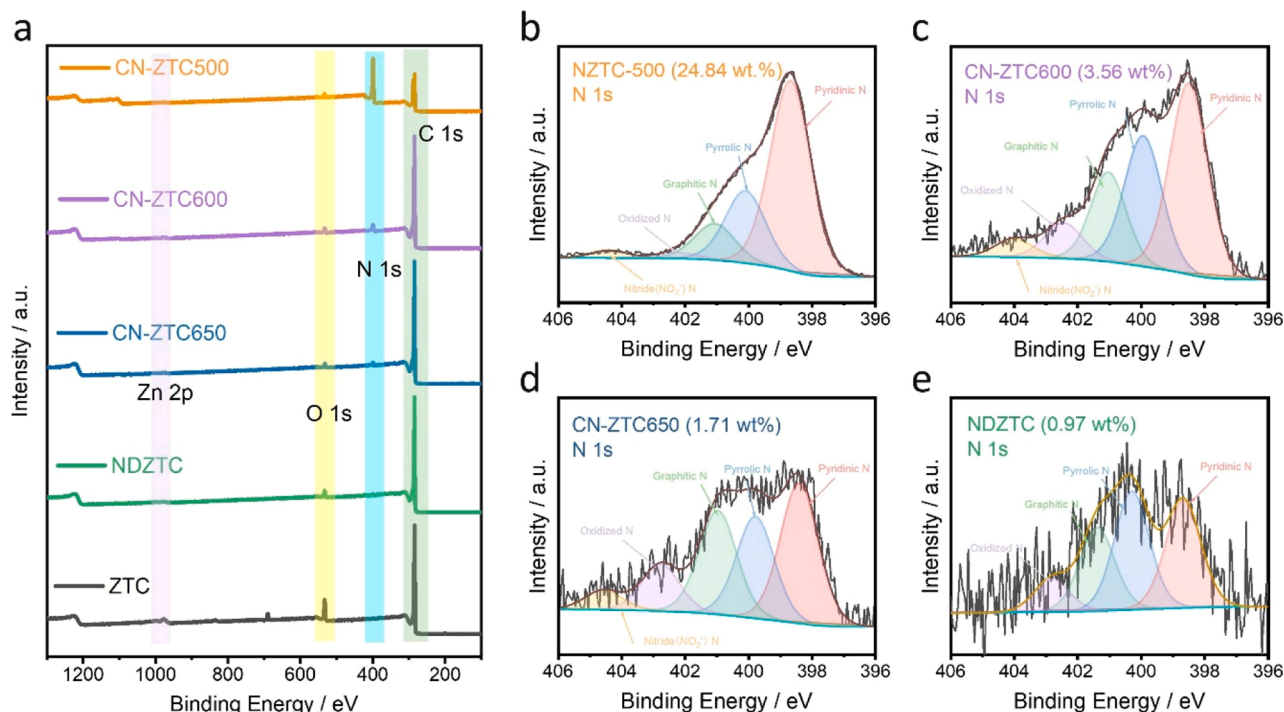 a
CN-ZTC500
C 1s
CN-ZTC600
N 1s
CN-ZTC650
Zn 2p
O 1s
NDZTC
ZTC
Intensity / a.u.
1200 1000 800 600 400 200
Binding Energy / eV
b
NZTC-500 (24.84 wt.%)
N 1s
Pyridinic N
Pyrrolic N
Graphitic N
Oxidized N
Nitride(NO₂⁻) N
Intensity / a.u.
406 404 402 400 398 396
Binding Energy / eV
c
CN-ZTC600 (3.56 wt%)
N 1s
Pyridinic N
Pyrrolic N
Graphitic N
Oxidized N
Nitride(NO₂⁻) N
Intensity / a.u.
406 404 402 400 398 396
Binding Energy / eV
d
CN-ZTC650 (1.71 wt%)
N 1s
Graphitic N
Pyrrolic N
Pyridinic N
Oxidized N
Nitride(NO₂⁻) N
Intensity / a.u.
406 404 402 400 398 396
Binding Energy / eV
e
NDZTC (0.97 wt%)
N 1s
Pyrrolic N
Pyridinic N
Graphitic N
Oxidized N
Intensity / a.u.
406 404 402 400 398 396
Binding Energy / eV